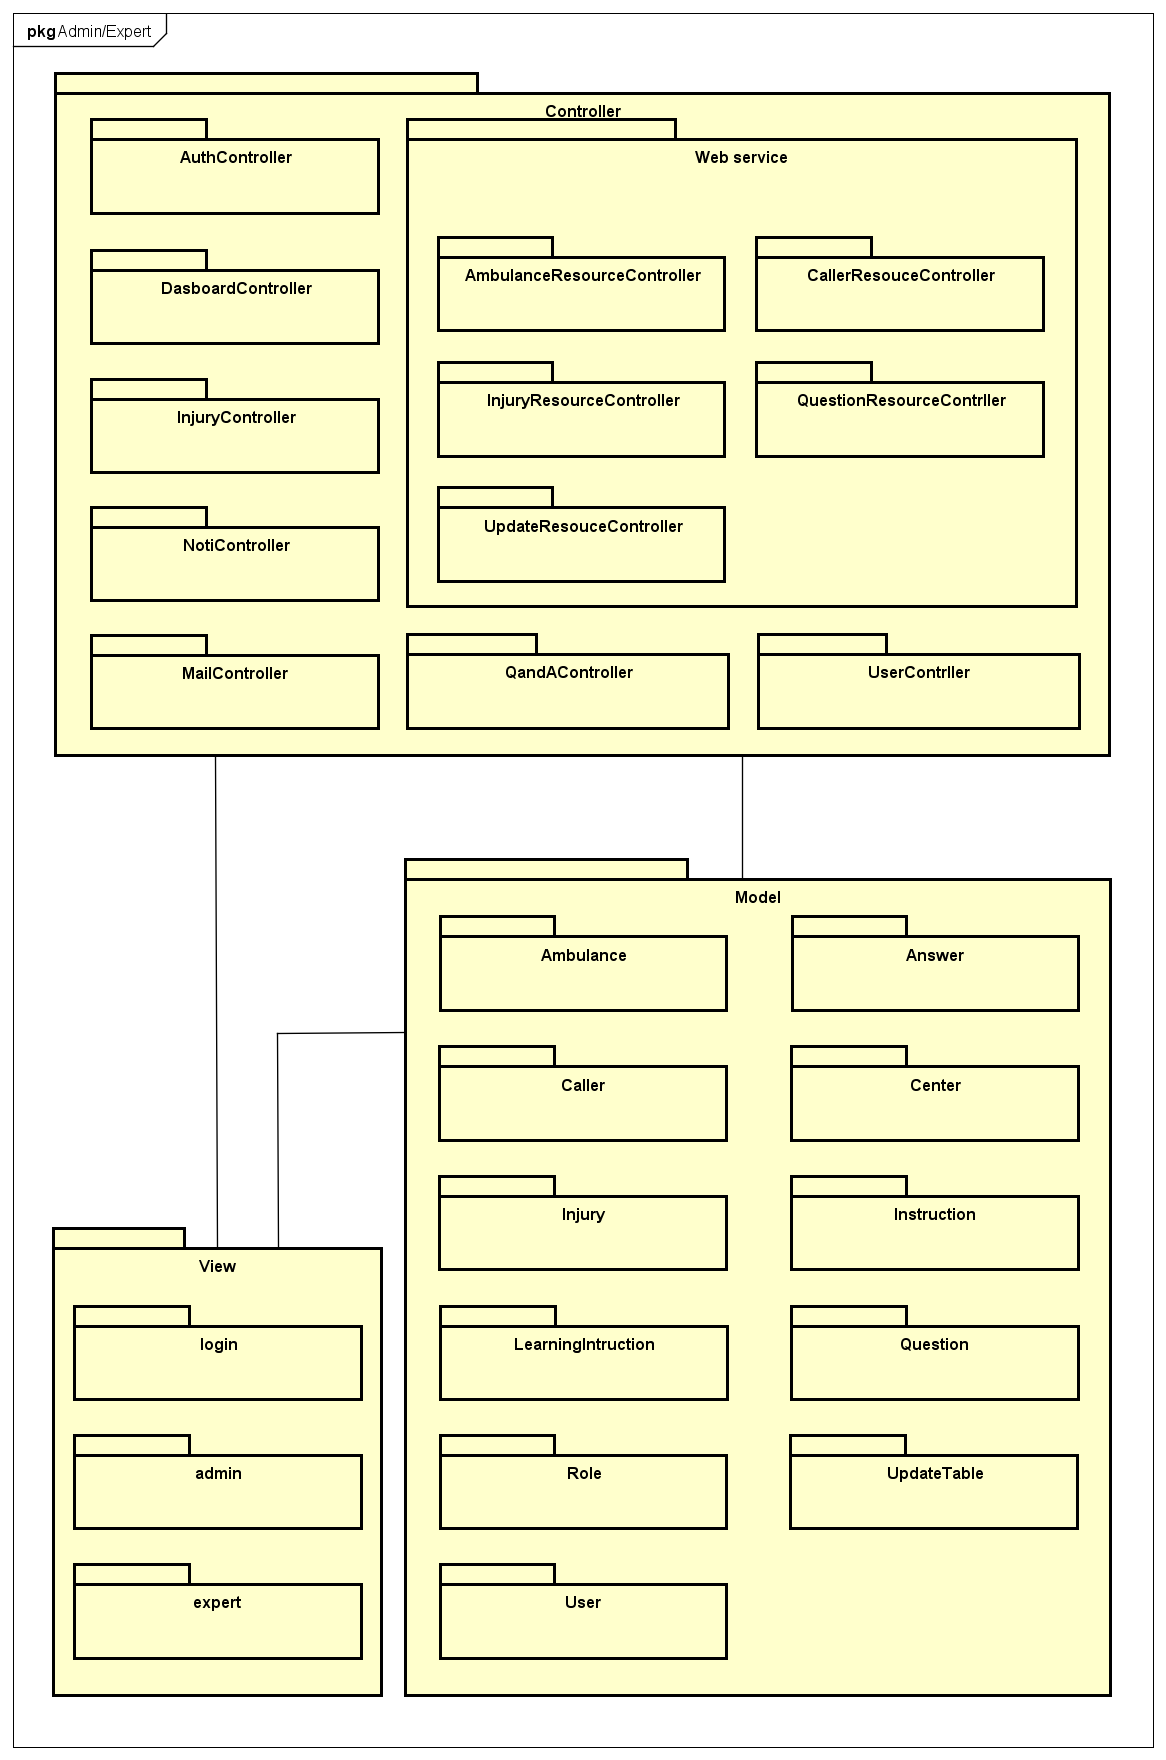 pkg Admin/Expert
Controller
AuthController
Web service
AmbulanceResourceController
CallerResouceController
DasboardController
InjuryResourceController
QuestionResourceContrller
InjuryController
UpdateResouceController
NotiController
MailController
QandAController
UserContrller
Model
Ambulance
Answer
Caller
Center
Injury
Instruction
LearningIntruction
Question
Role
UpdateTable
User
View
login
admin
expert